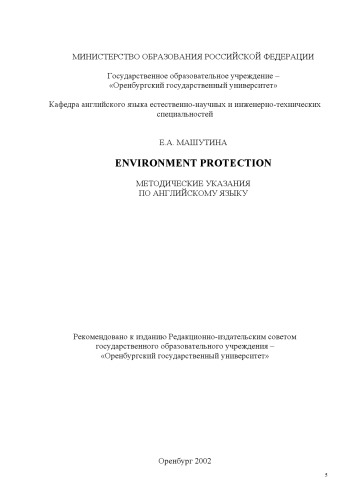 МИНИСТЕРСТВО ОБРАЗОВАНИЯ РОССИЙСКОЙ ФЕДЕРАЦИИ
Государственное образовательное учреждение –
«Оренбургский государственный университет»
Кафедра английского языка естественно-научных и инженерно-технических
специальностей
Е.А. МАШУТИНА
ENVIRONMENT PROTECTION
МЕТОДИЧЕСКИЕ УКАЗАНИЯ
ПО АНГЛИЙСКОМУ ЯЗЫКУ
Рекомендовано к изданию Редакционно-издательским советом
государственного образовательного учреждения –
«Оренбургский государственный университет»
Оренбург 2002
5